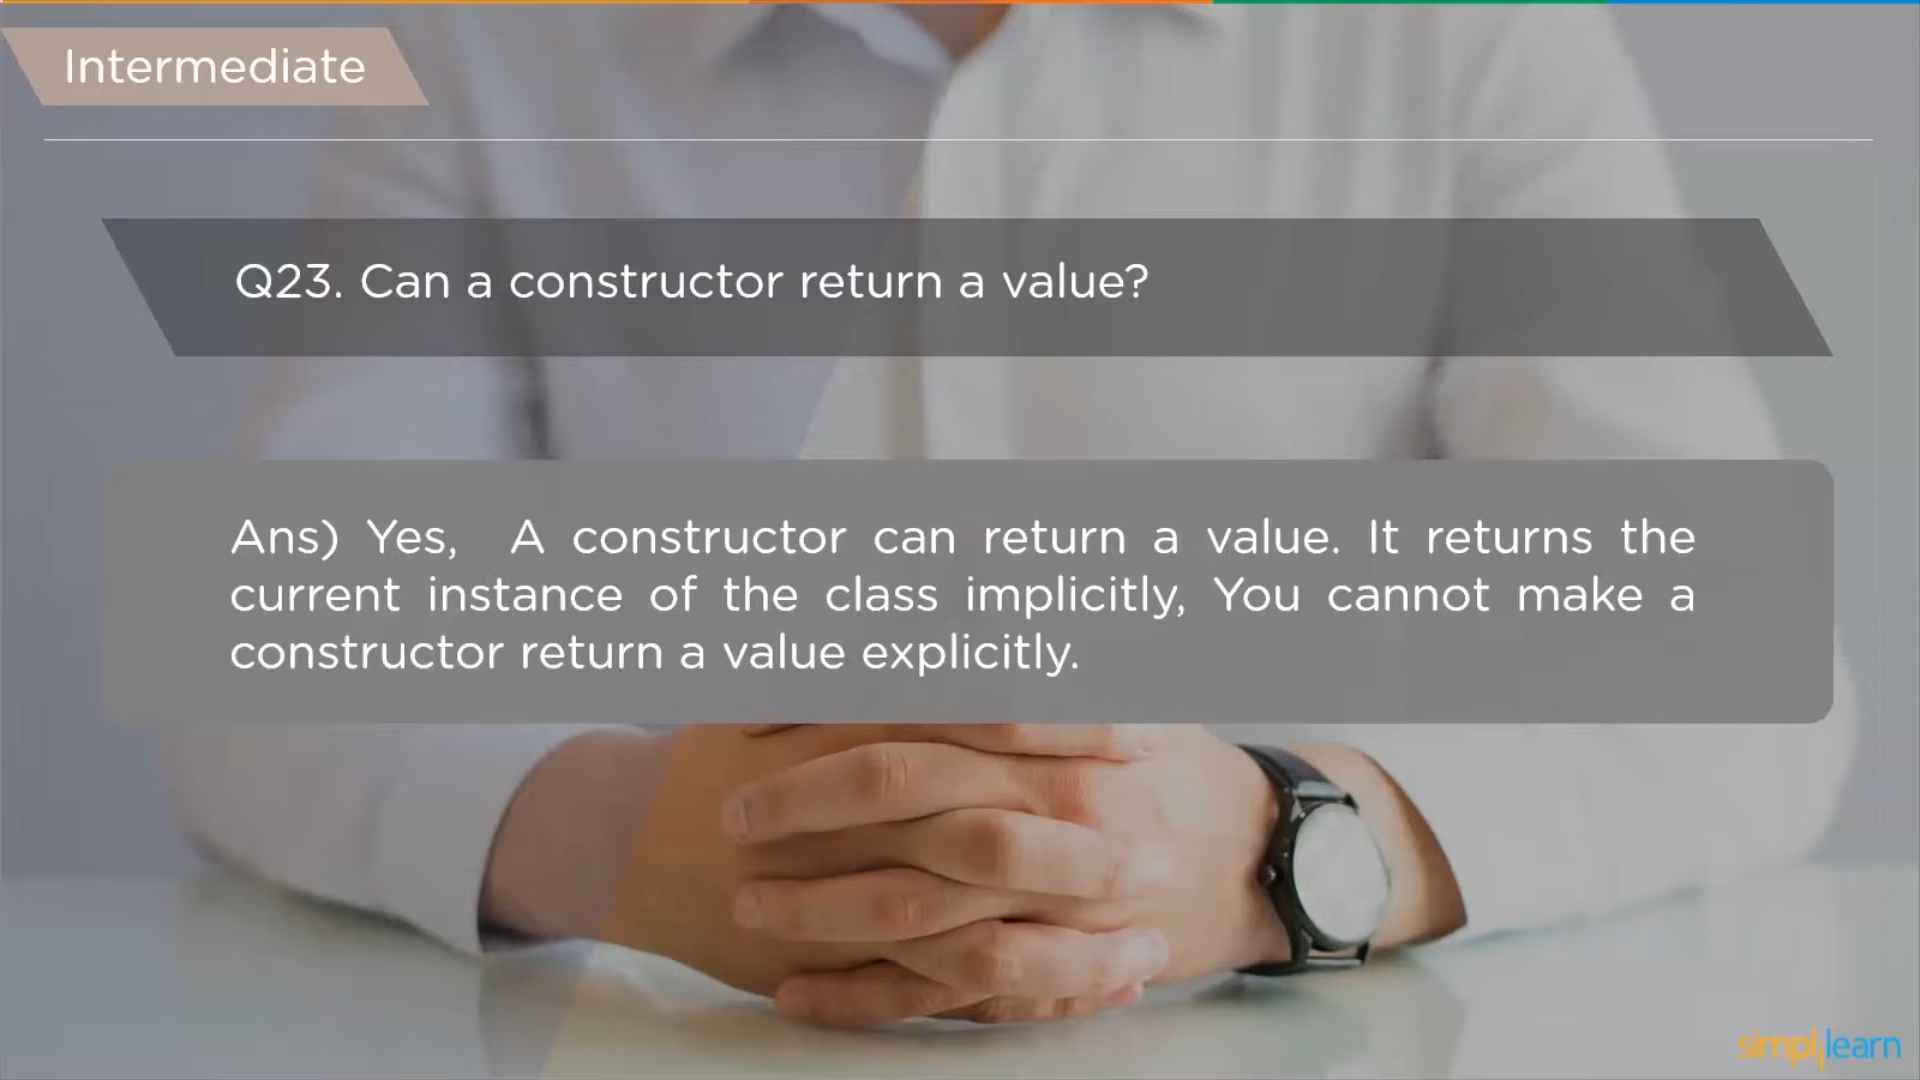 Intermediate
Q23. Can a constructor return a value?
Ans) Yes, A constructor can return a value. It returns the
current instance of the class implicitly, You cannot make a
constructor return a value explicitly.
simplilearn